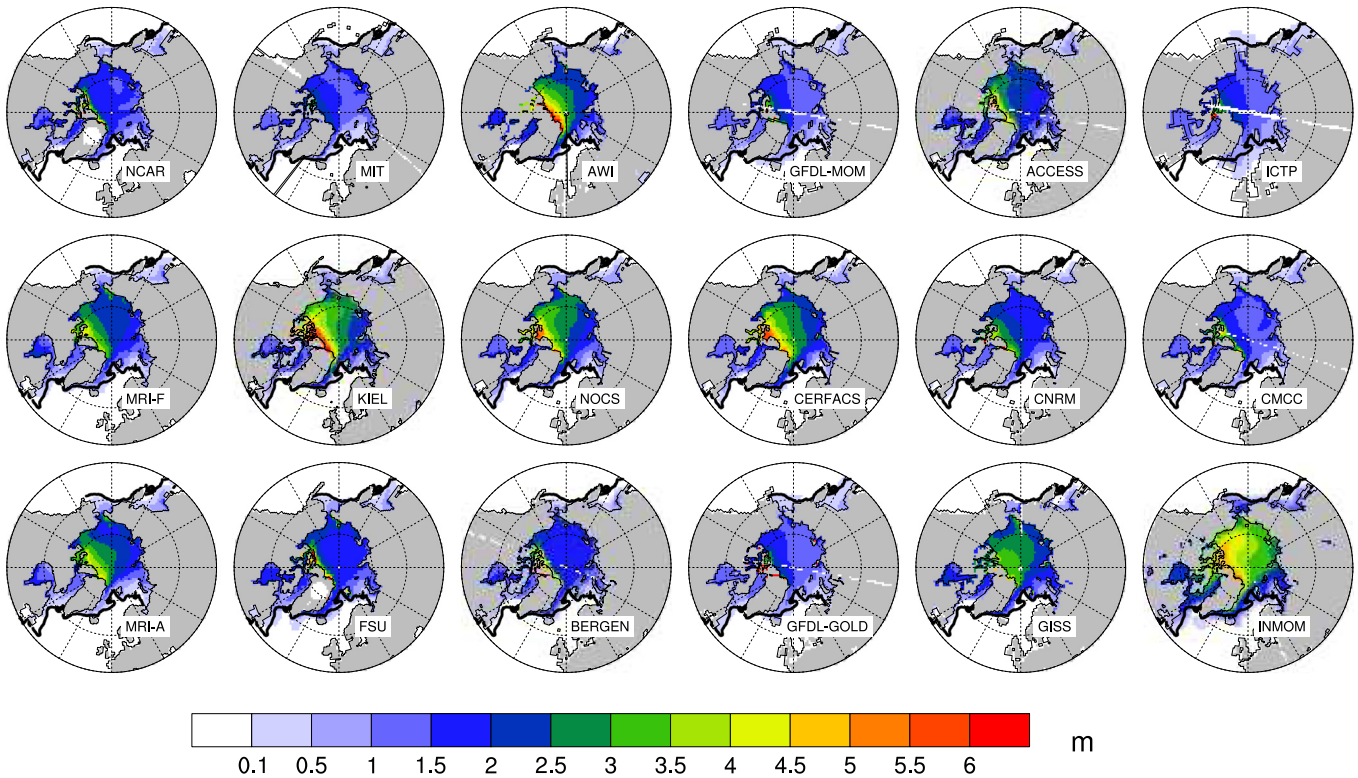 NCAR MIT AWI GFDL-MOM ACCESS ICTP
MRI-F KIEL NOCS CERFACS CNRM CMCC
MRI-A FSU BERGEN GFDL-GOLD GISS INMOM
0.1 0.5 1 1.5 2 2.5 3 3.5 4 4.5 5 5.5 6 m